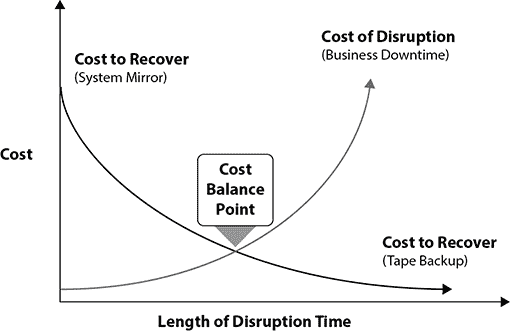 Cost to Recover
(System Mirror)
Cost of Disruption
(Business Downtime)
Cost
Cost
Balance
Point
Cost to Recover
(Tape Backup)
Length of Disruption Time